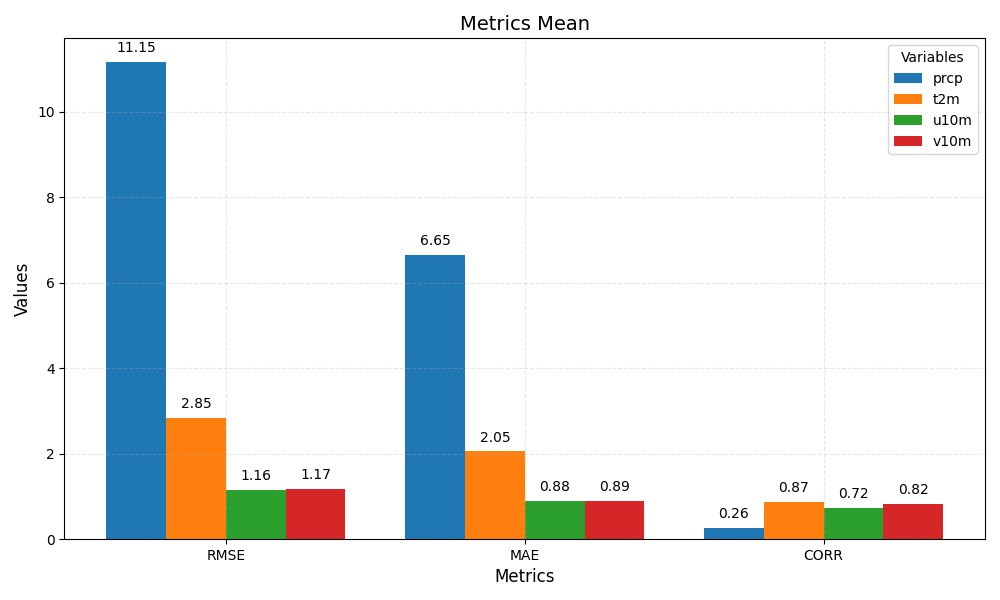 Metrics Mean
11.15
2.85
1.16
1.17
6.65
2.05
0.88
0.89
0.26
0.87
0.72
0.82
Variables
prcp
t2m
u10m
v10m
Values
10
8
6
4
2
0
RMSE
MAE
CORR
Metrics